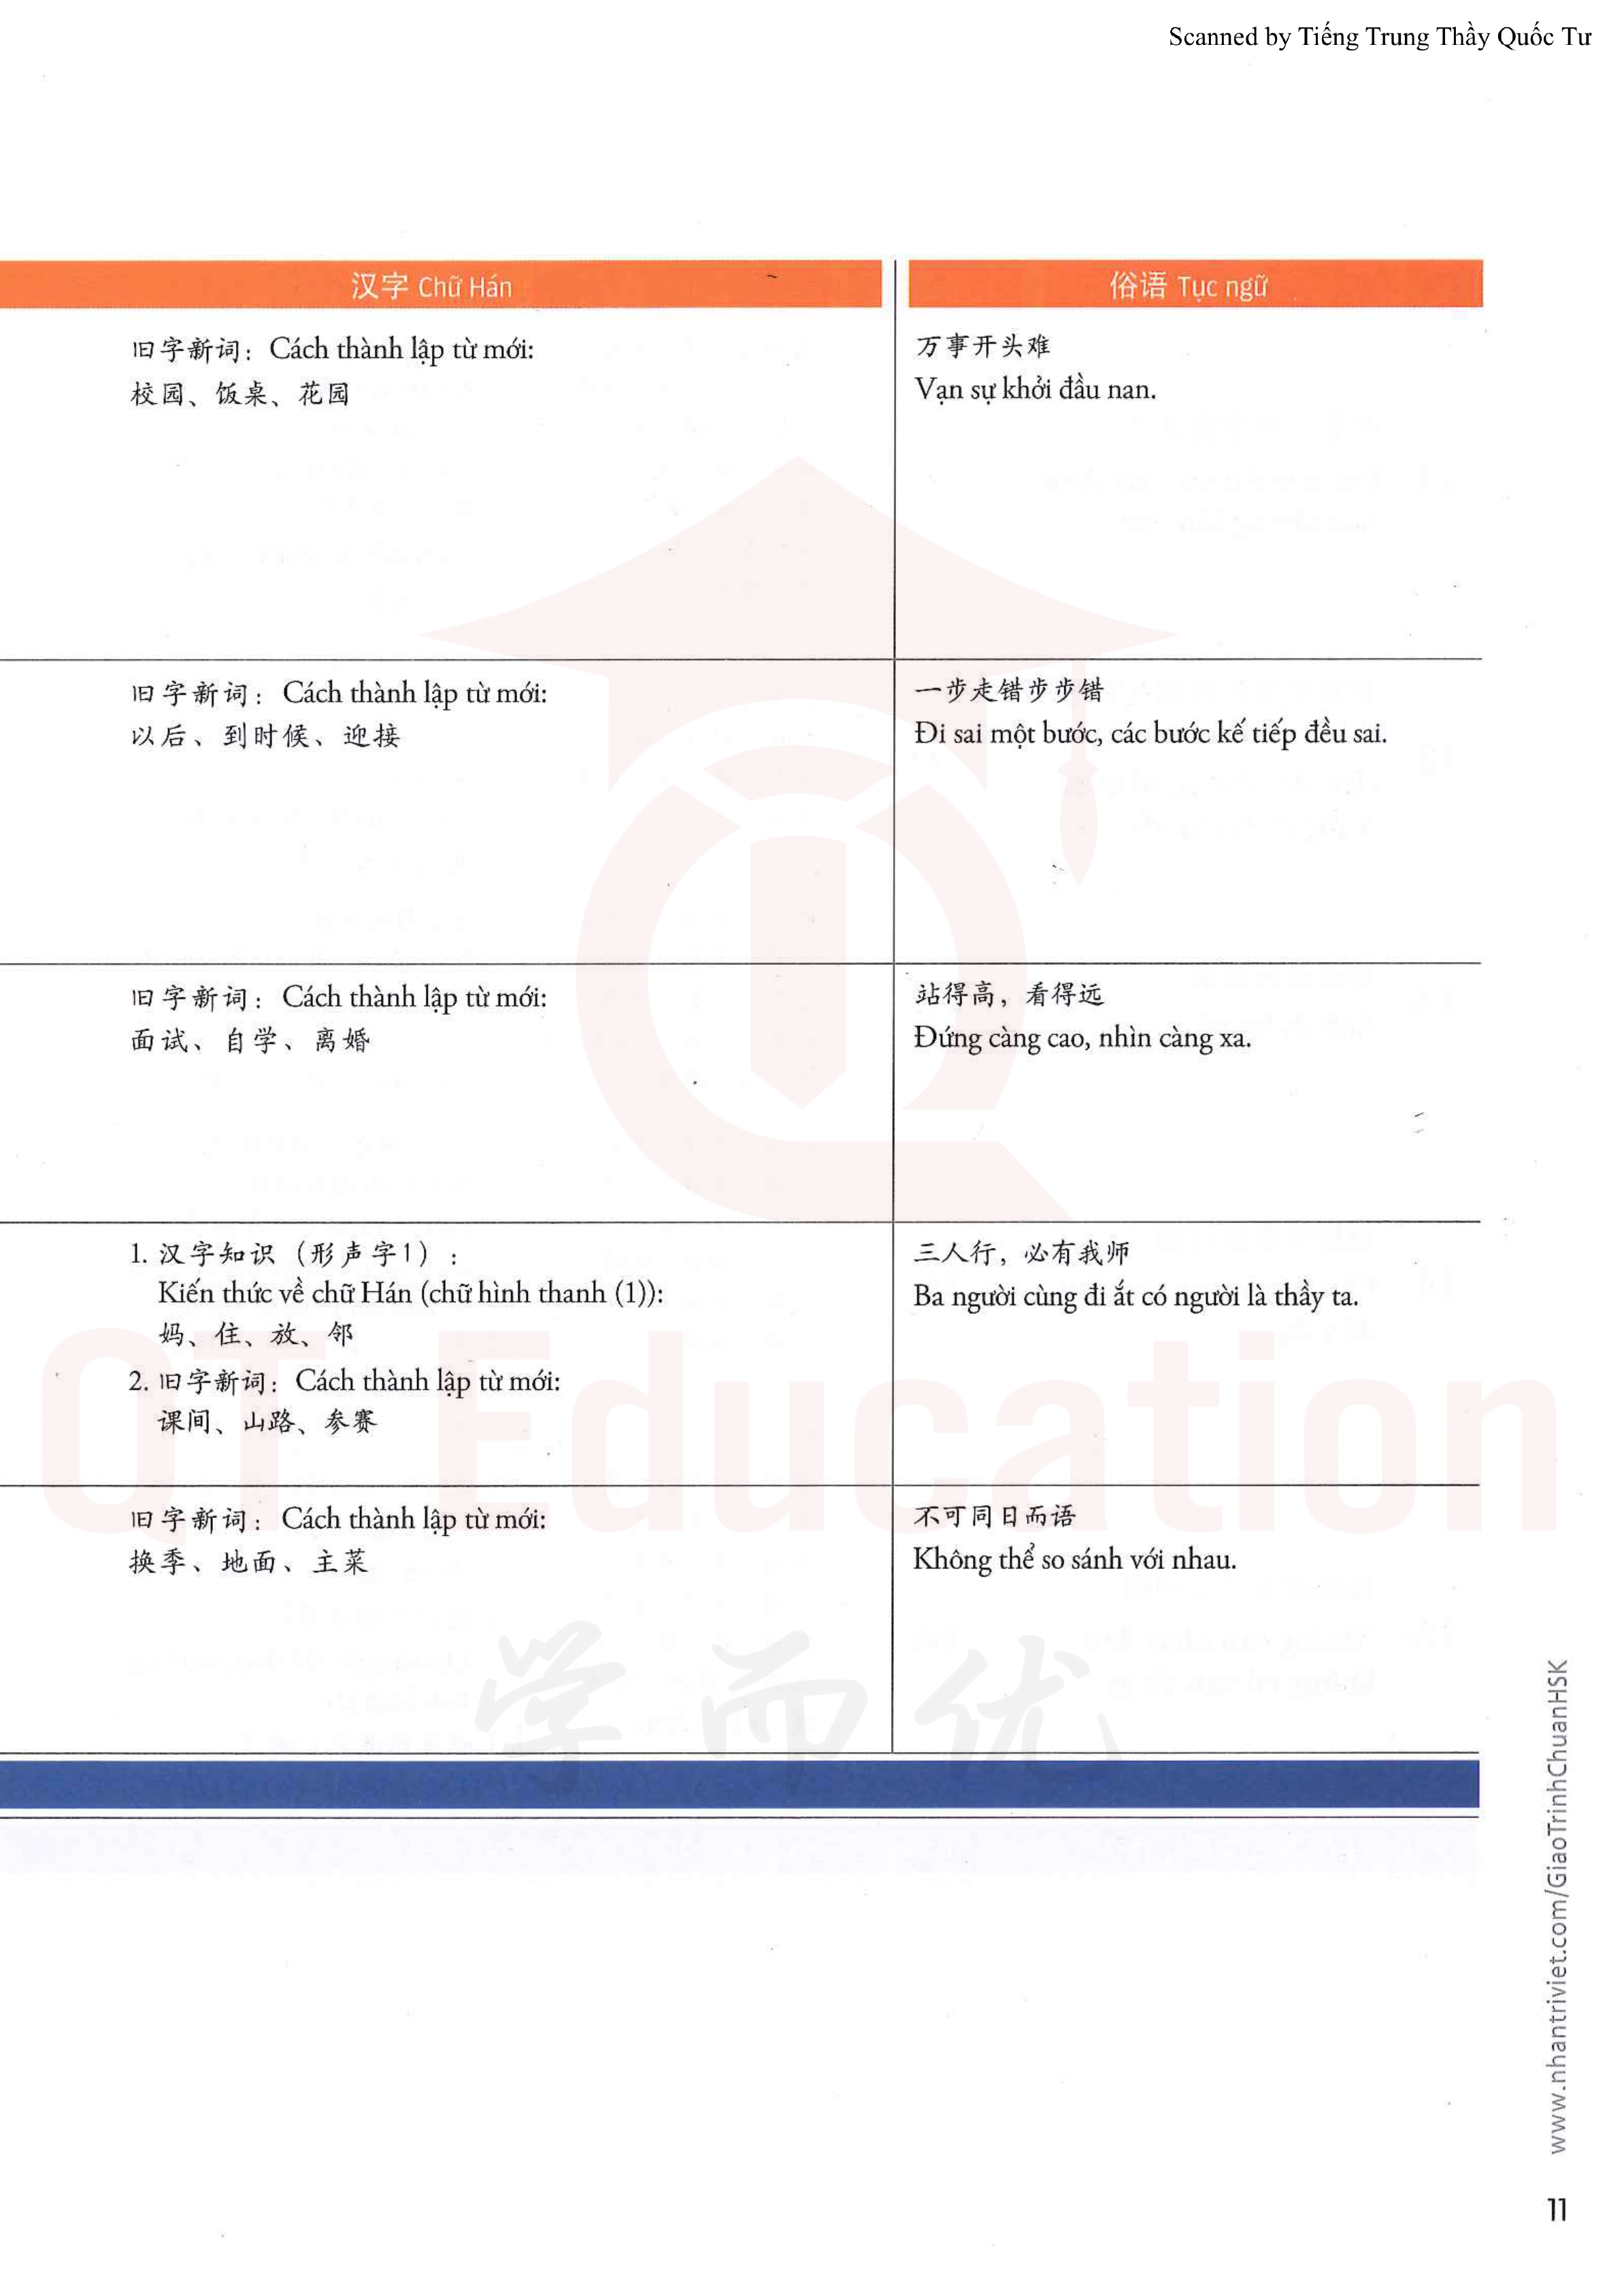 Scanned by Tiếng Trung Thầy Quốc Tư
汉字 Chữ Hán
俗语 Tục ngữ
旧字新词：Cách thành lập từ mới:
校园、饭桌、花园
万事开头难
Vạn sự khởi đầu nan.
旧字新词：Cách thành lập từ mới:
以后、到时候、迎接
一步走错步步错
Đi sai một bước, các bước kế tiếp đều sai.
旧字新词：Cách thành lập từ mới:
面试、自学、离婚
站得高，看得远
Đứng càng cao, nhìn càng xa.
1. 汉字知识（形声字1）：
Kiến thức về chữ Hán (chữ hình thanh (1)):
妈、住、放、邻
2. 旧字新词：Cách thành lập từ mới:
课间、山路、参赛
三人行，必有我师
Ba người cùng đi ắt có người là thầy ta.
旧字新词：Cách thành lập từ mới:
换季、地面、主菜
不可同日而语
Không thể so sánh với nhau.
QT Education
学而优
www.nhantriviet.com/GiaoTrinhChuanHSK
11